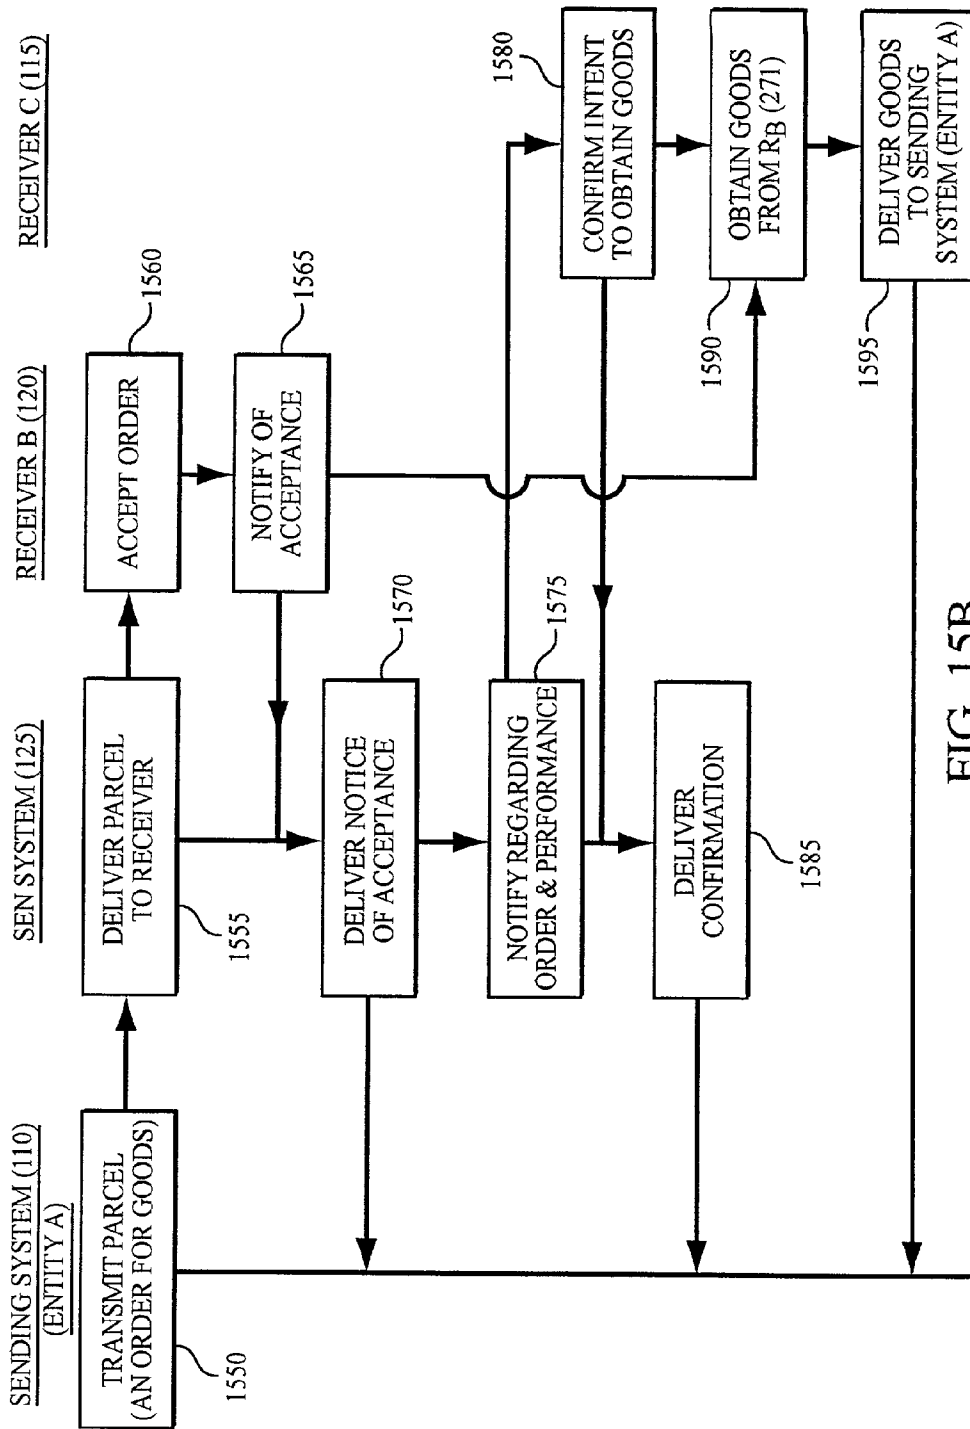 SENDING SYSTEM (110)
(ENTITY A)
SEN SYSTEM (125)
RECEIVER B (120)
RECEIVER C (115)
TRANSMIT PARCEL
(AN ORDER FOR GOODS)
1550
DELIVER PARCEL
TO RECEIVER
1555
ACCEPT ORDER
1560
NOTIFY OF
ACCEPTANCE
1565
DELIVER NOTICE
OF ACCEPTANCE
1570
NOTIFY REGARDING
ORDER & PERFORMANCE
1575
CONFIRM INTENT
TO OBTAIN GOODS
1580
DELIVER
CONFIRMATION
1585
OBTAIN GOODS
FROM RB (271)
1590
DELIVER GOODS
TO SENDING
SYSTEM (ENTITY A)
1595
FIG. 15B